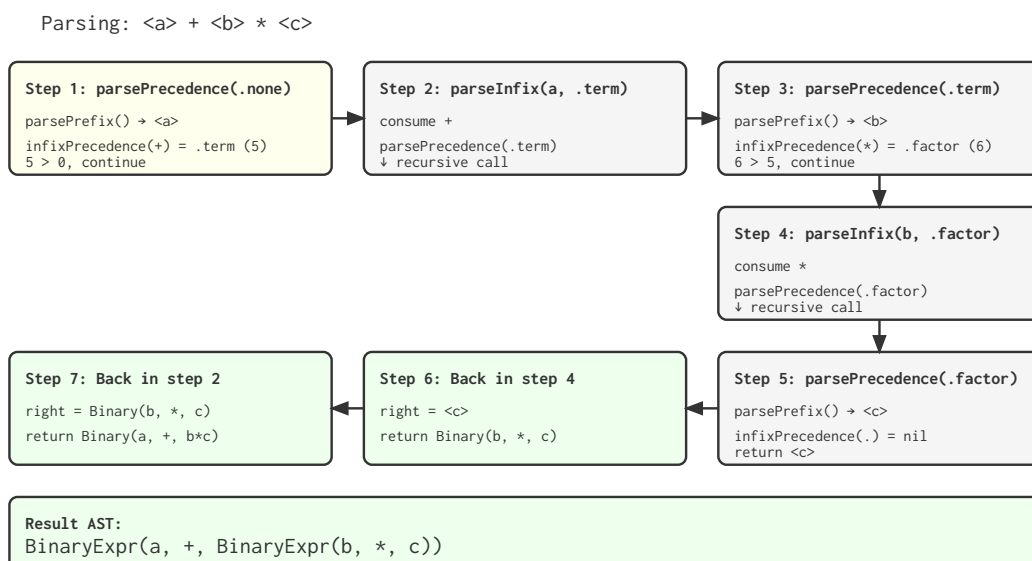 Parsing: <a> + <b> * <c>
Step 1: parsePrecedence(.none)
parsePrefix() → <a>
infixPrecedence(+) = .term (5)
5 > 0, continue
Step 2: parseInfix(a, .term)
consume +
parsePrecedence(.term)
↓ recursive call
Step 3: parsePrecedence(.term)
parsePrefix() → <b>
infixPrecedence(*) = .factor (6)
6 > 5, continue
Step 4: parseInfix(b, .factor)
consume *
parsePrecedence(.factor)
↓ recursive call
Step 5: parsePrecedence(.factor)
parsePrefix() → <c>
infixPrecedence(.) = nil
return <c>
Step 6: Back in step 4
right = <c>
return Binary(b, *, c)
Step 7: Back in step 2
right = Binary(b, *, c)
return Binary(a, +, b*c)
Result AST:
BinaryExpr(a, +, BinaryExpr(b, *, c))